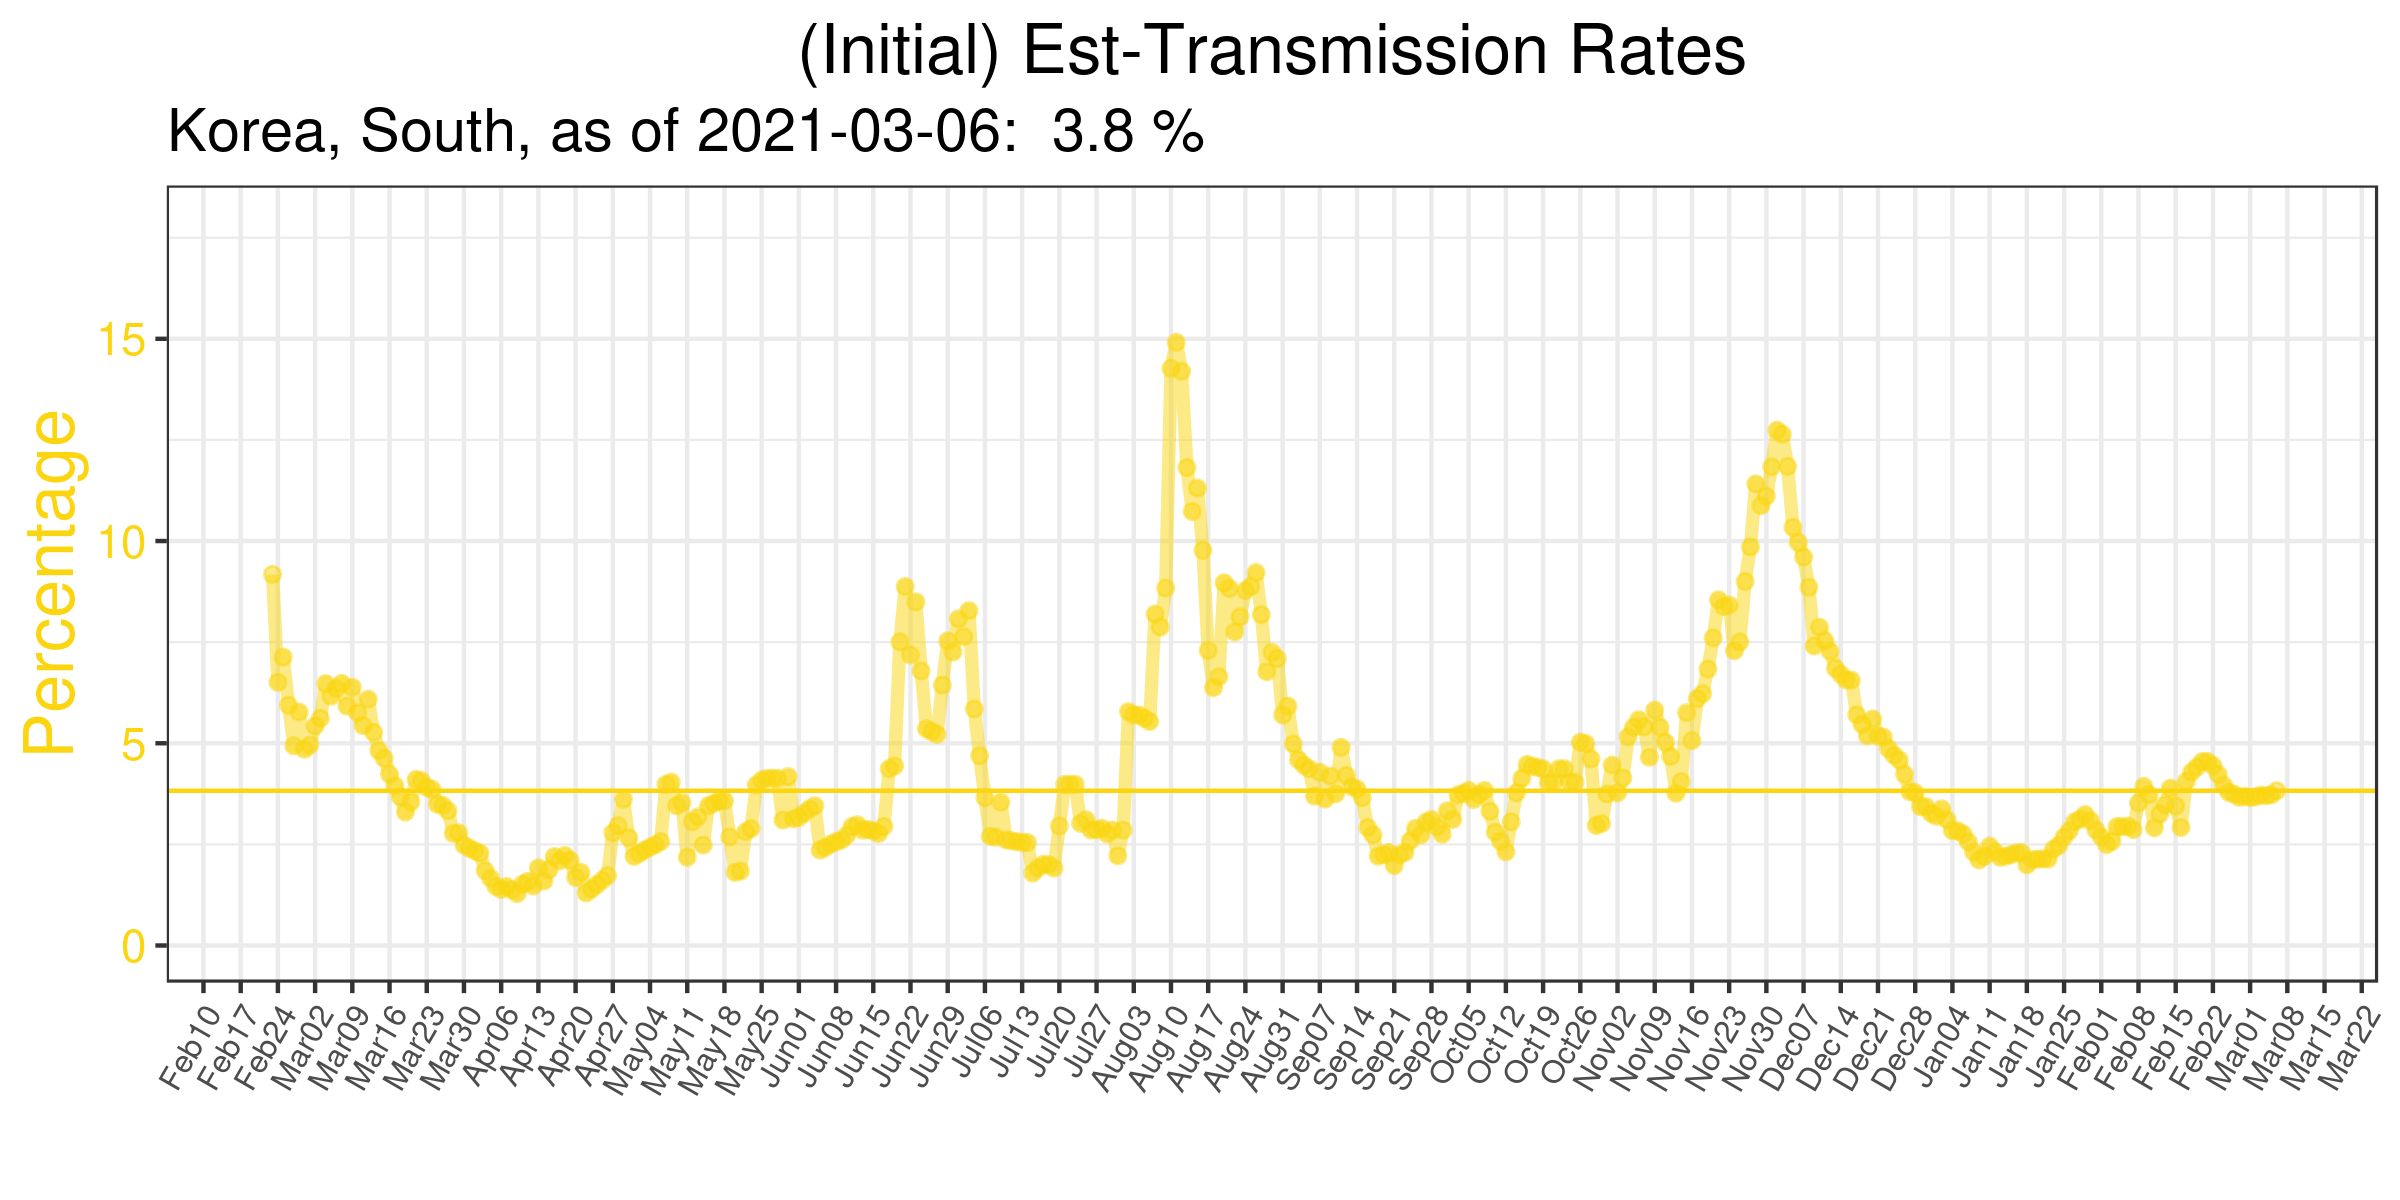 (Initial) Est-Transmission Rates
Korea, South, as of 2021-03-06:  3.8 %
Percentage
15
10
5
0
Feb10
Feb17
Feb24
Mar02
Mar09
Mar16
Mar23
Mar30
Apr06
Apr13
Apr20
Apr27
May04
May11
May18
May25
Jun01
Jun08
Jun15
Jun22
Jun29
Jul06
Jul13
Jul20
Jul27
Aug03
Aug10
Aug17
Aug24
Aug31
Sep07
Sep14
Sep21
Sep28
Oct05
Oct12
Oct19
Oct26
Nov02
Nov09
Nov16
Nov23
Nov30
Dec07
Dec14
Dec21
Dec28
Jan04
Jan11
Jan18
Jan25
Feb01
Feb08
Feb15
Feb22
Mar01
Mar08
Mar15
Mar22